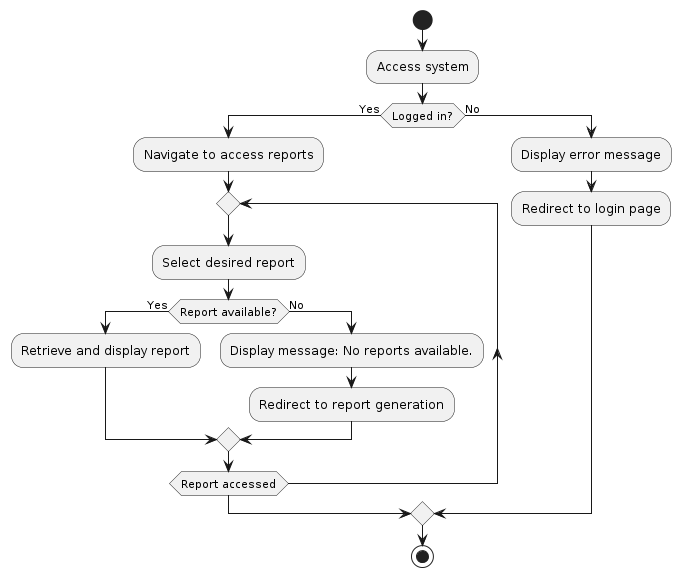 Access system
Yes
Logged in?
No
Navigate to access reports
Display error message
Redirect to login page
Select desired report
Yes
Report available?
No
Retrieve and display report
Display message: No reports available.
Redirect to report generation
Report accessed